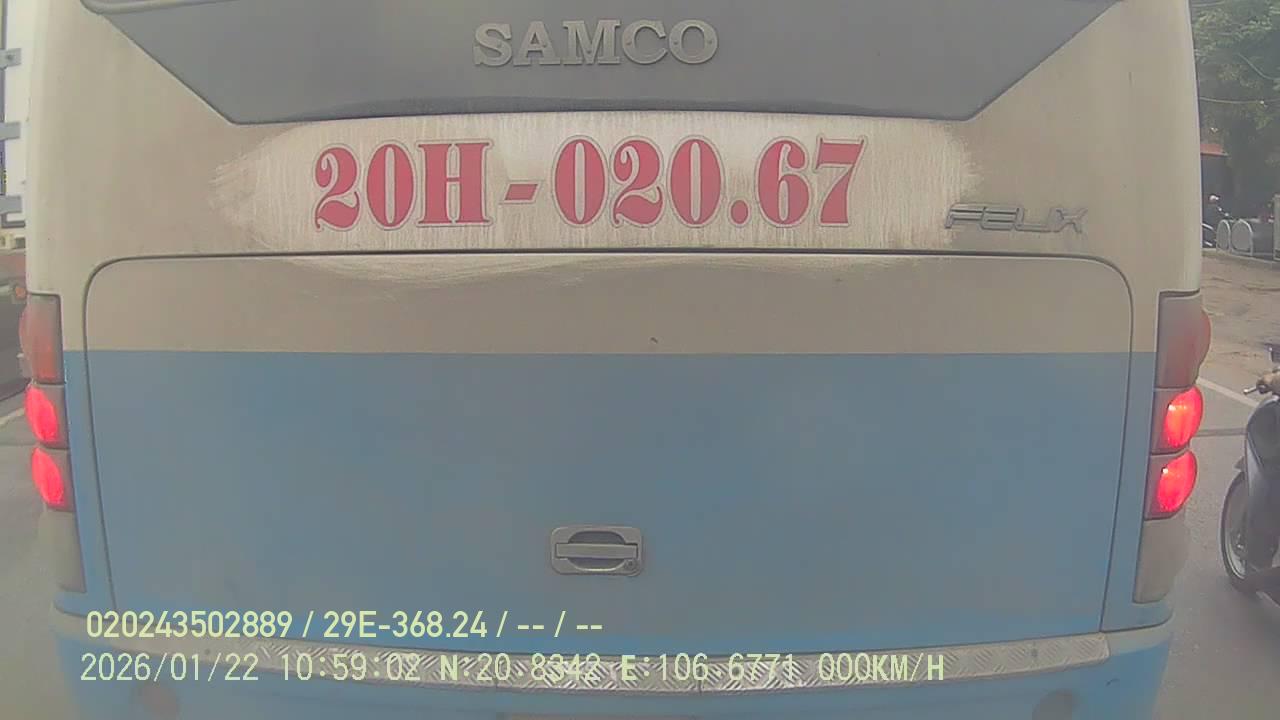 SAMCO
20H-020.67
FELIX
020243502889 / 29E-368.24 / -- / --
2026/01/22 10:59:02 N:20.8342 E:106.6771 000KM/H